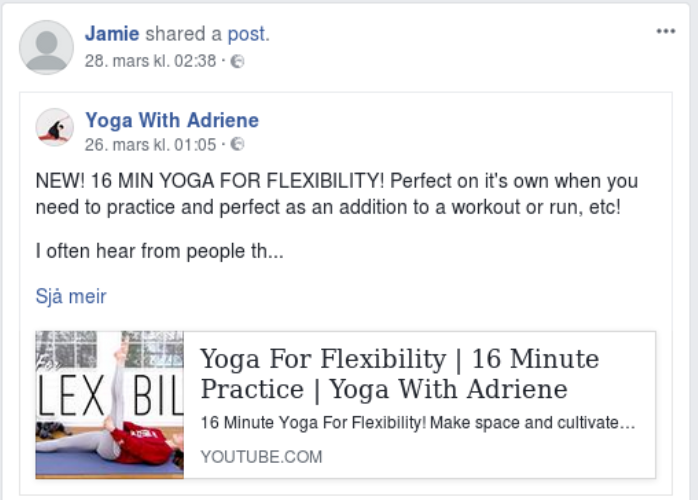 Jamie shared a post.
28. mars kl. 02:38 ·
Yoga With Adriene
26. mars kl. 01:05 ·
NEW! 16 MIN YOGA FOR FLEXIBILITY! Perfect on it's own when you
need to practice and perfect as an addition to a workout or run, etc!
I often hear from people th...
Sjá meir
For
LEXIBIL
Yoga For Flexibility | 16 Minute
Practice | Yoga With Adriene
16 Minute Yoga For Flexibility! Make space and cultivate...
YOUTUBE.COM